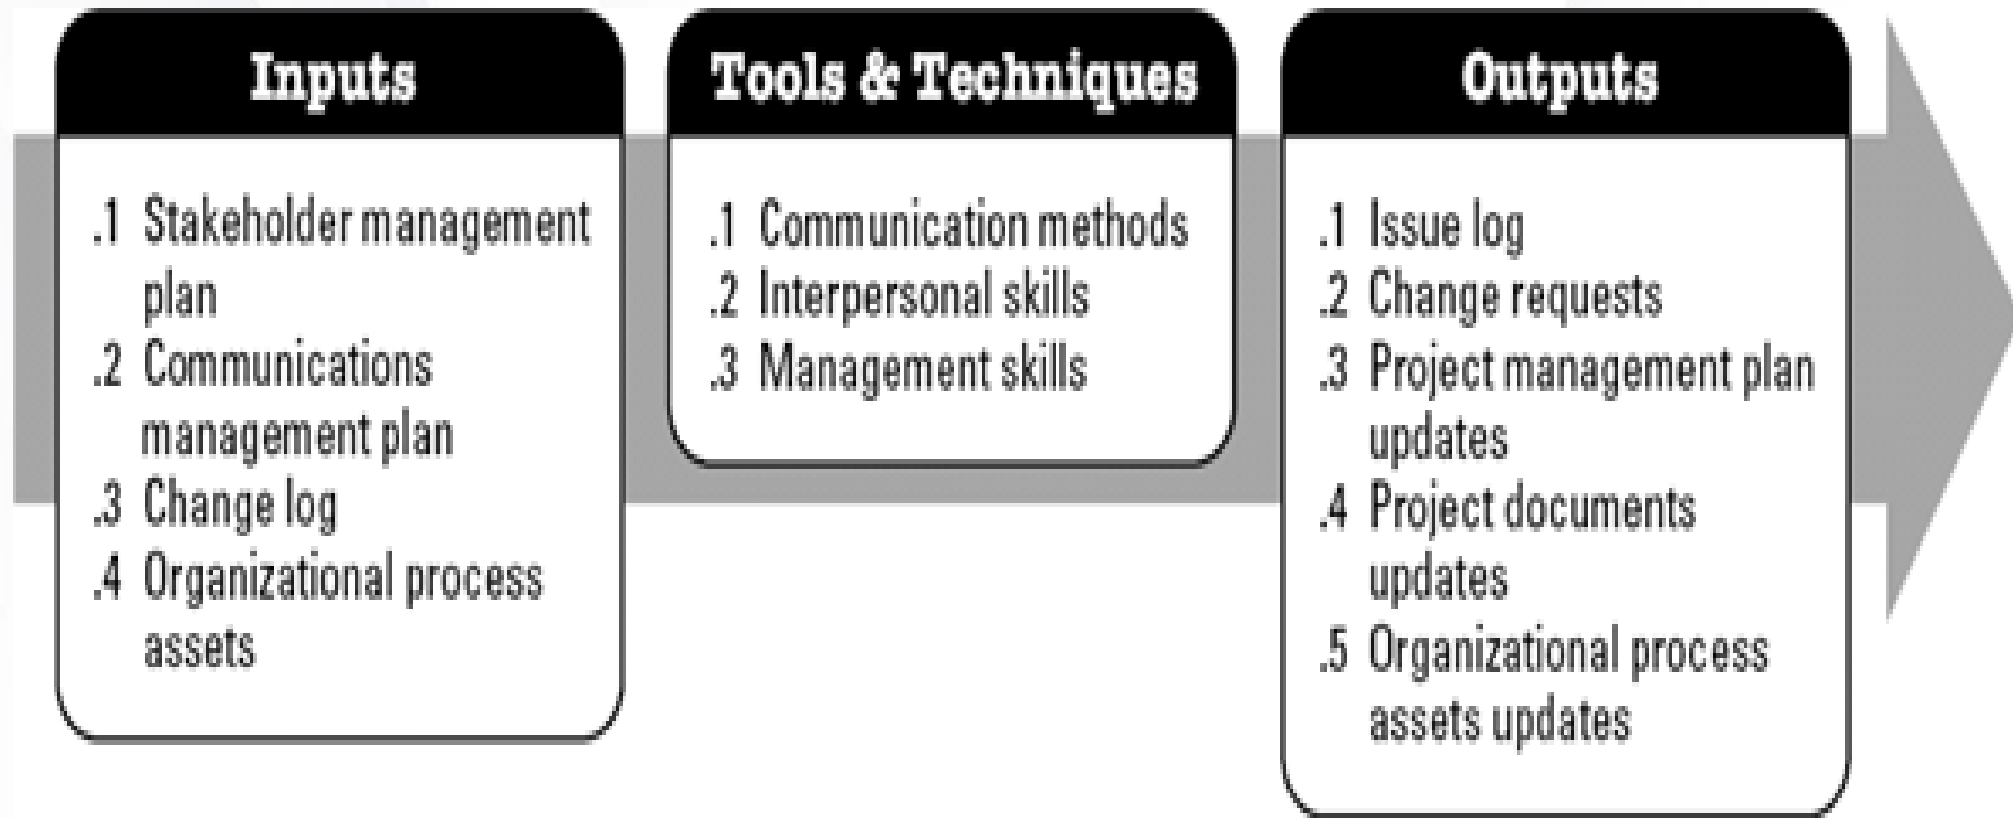 Inputs
.1 Stakeholder management
plan
.2 Communications
management plan
.3 Change log
.4 Organizational process
assets
Tools & Techniques
.1 Communication methods
.2 Interpersonal skills
.3 Management skills
Outputs
.1 Issue log
.2 Change requests
.3 Project management plan
updates
.4 Project documents
updates
.5 Organizational process
assets updates